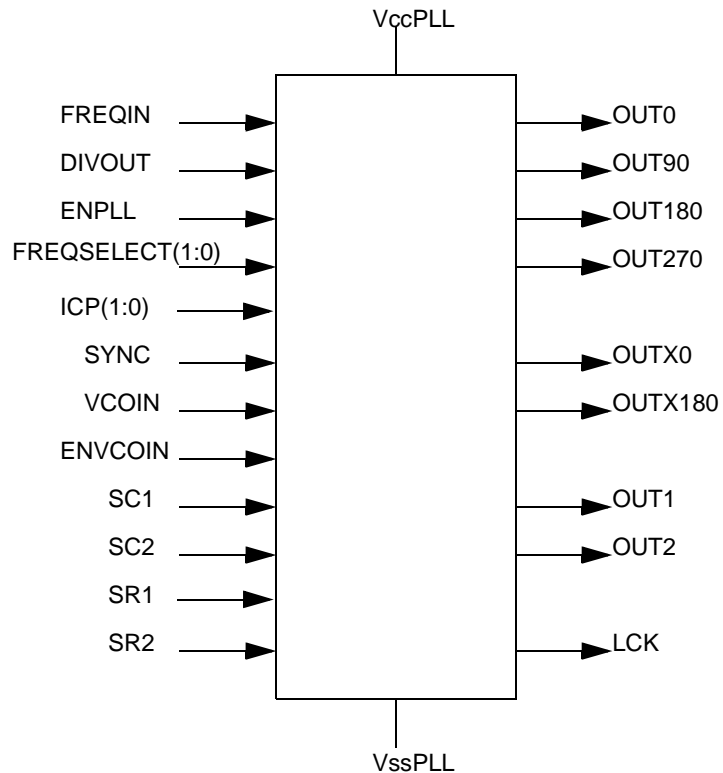 VccPLL
FREQIN
OUT0
DIVOUT
OUT90
ENPLL
OUT180
FREQSELECT(1:0)
OUT270
ICP(1:0)
SYNC
OUTX0
VCOIN
OUTX180
ENVCOIN
SC1
OUT1
SC2
OUT2
SR1
SR2
LCK
VssPLL